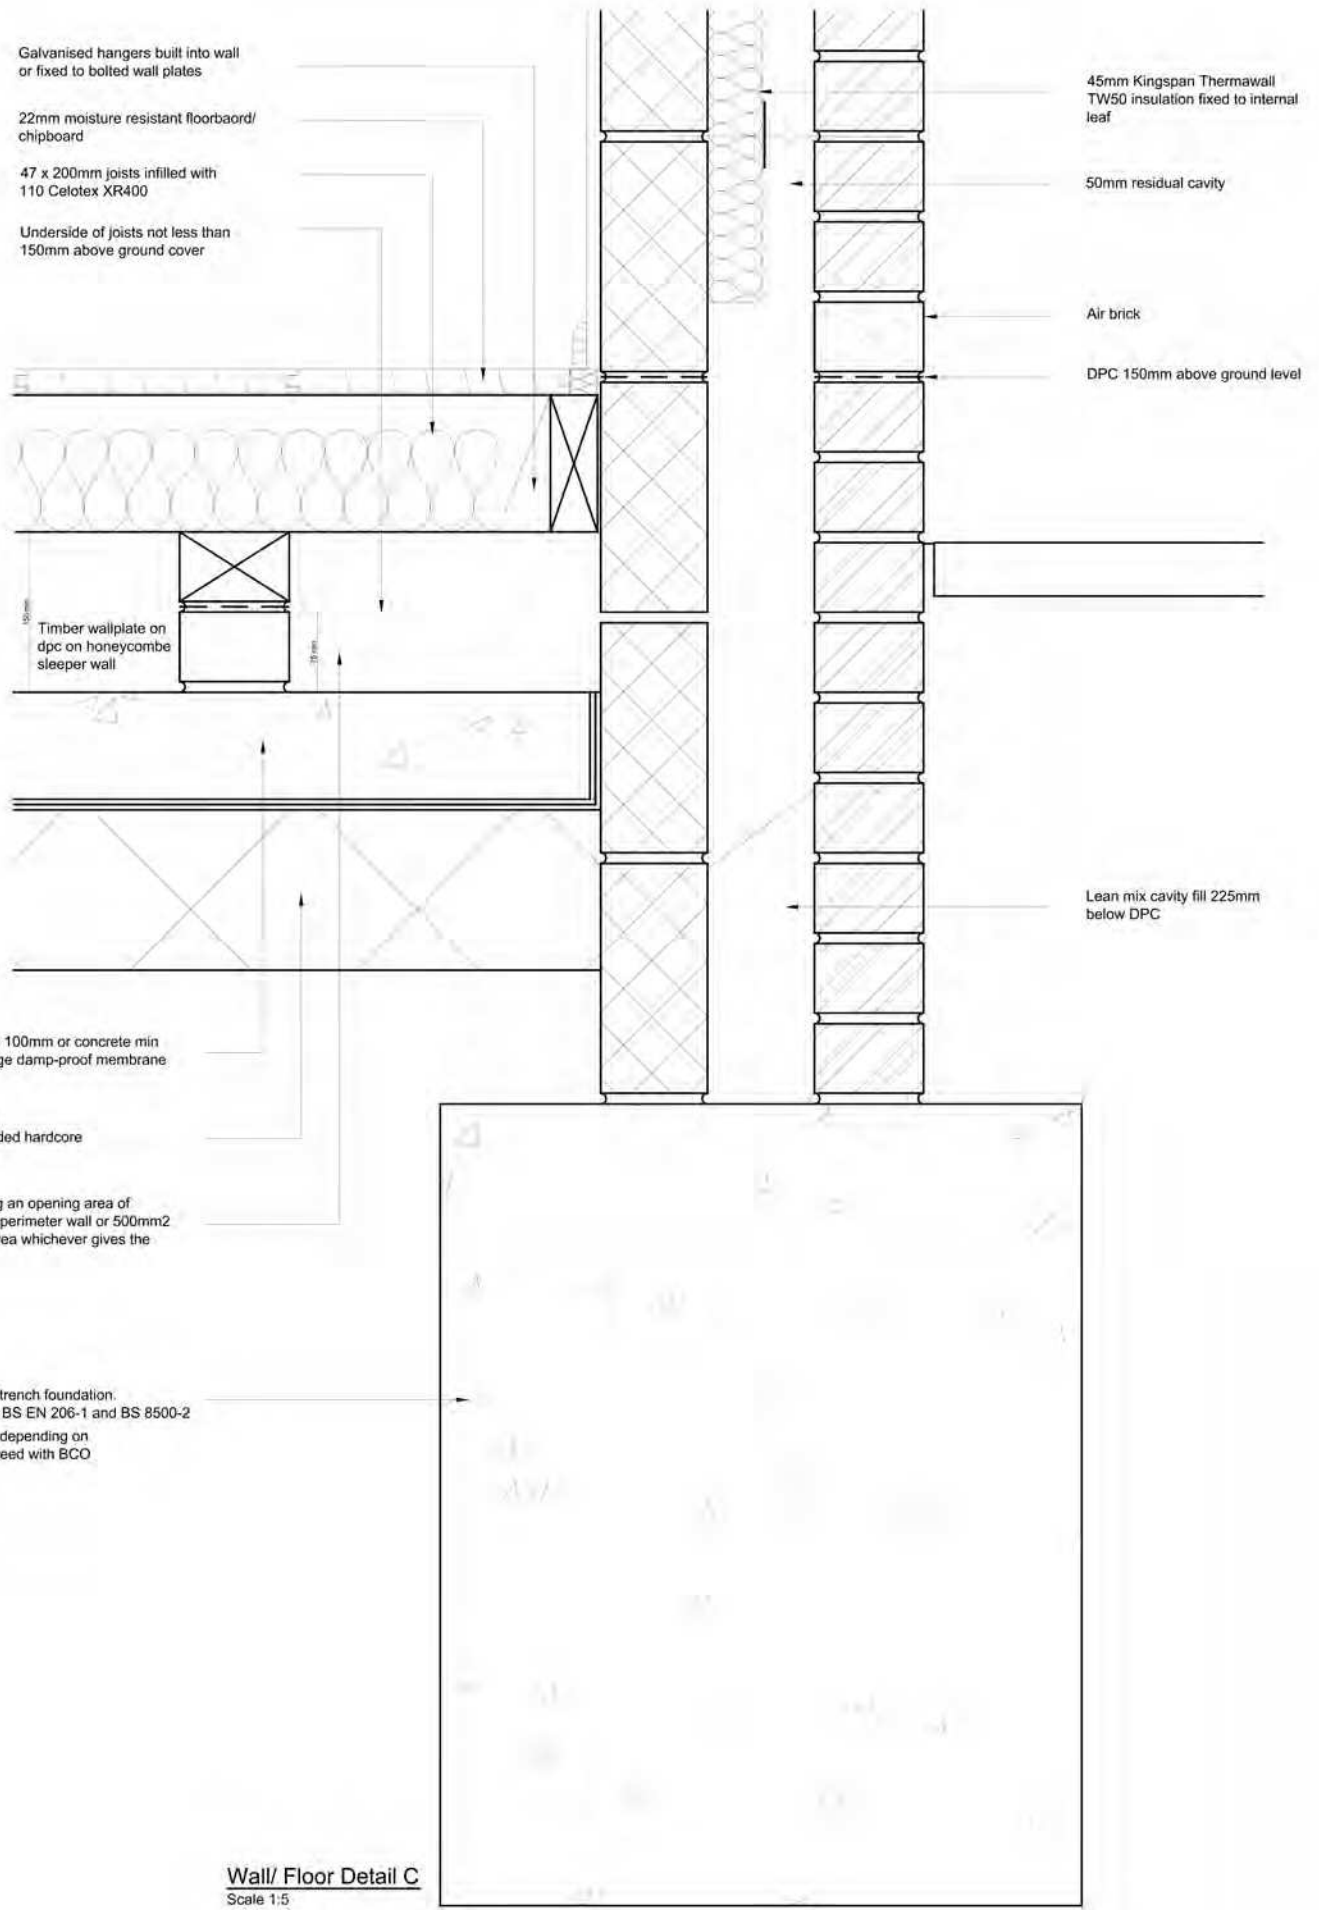 Galvanised hangers built into wall
or fixed to bolted wall plates
22mm moisture resistant floorbaord/
chipboard
47 x 200mm joists infilled with
110 Celotex XR400
Underside of joists not less than
150mm above ground cover
150 mm
Timber wallplate on
dpc on honeycombe
sleeper wall
75 mm
100mm or concrete min
ge damp-proof membrane
ded hardcore
g an opening area of
perimeter wall or 500mm2
ea whichever gives the
trench foundation.
BS EN 206-1 and BS 8500-2
depending on
reed with BCO
45mm Kingspan Thermawall
TW50 insulation fixed to internal
leaf
50mm residual cavity
Air brick
DPC 150mm above ground level
Lean mix cavity fill 225mm
below DPC
Wall/ Floor Detail C
Scale 1:5